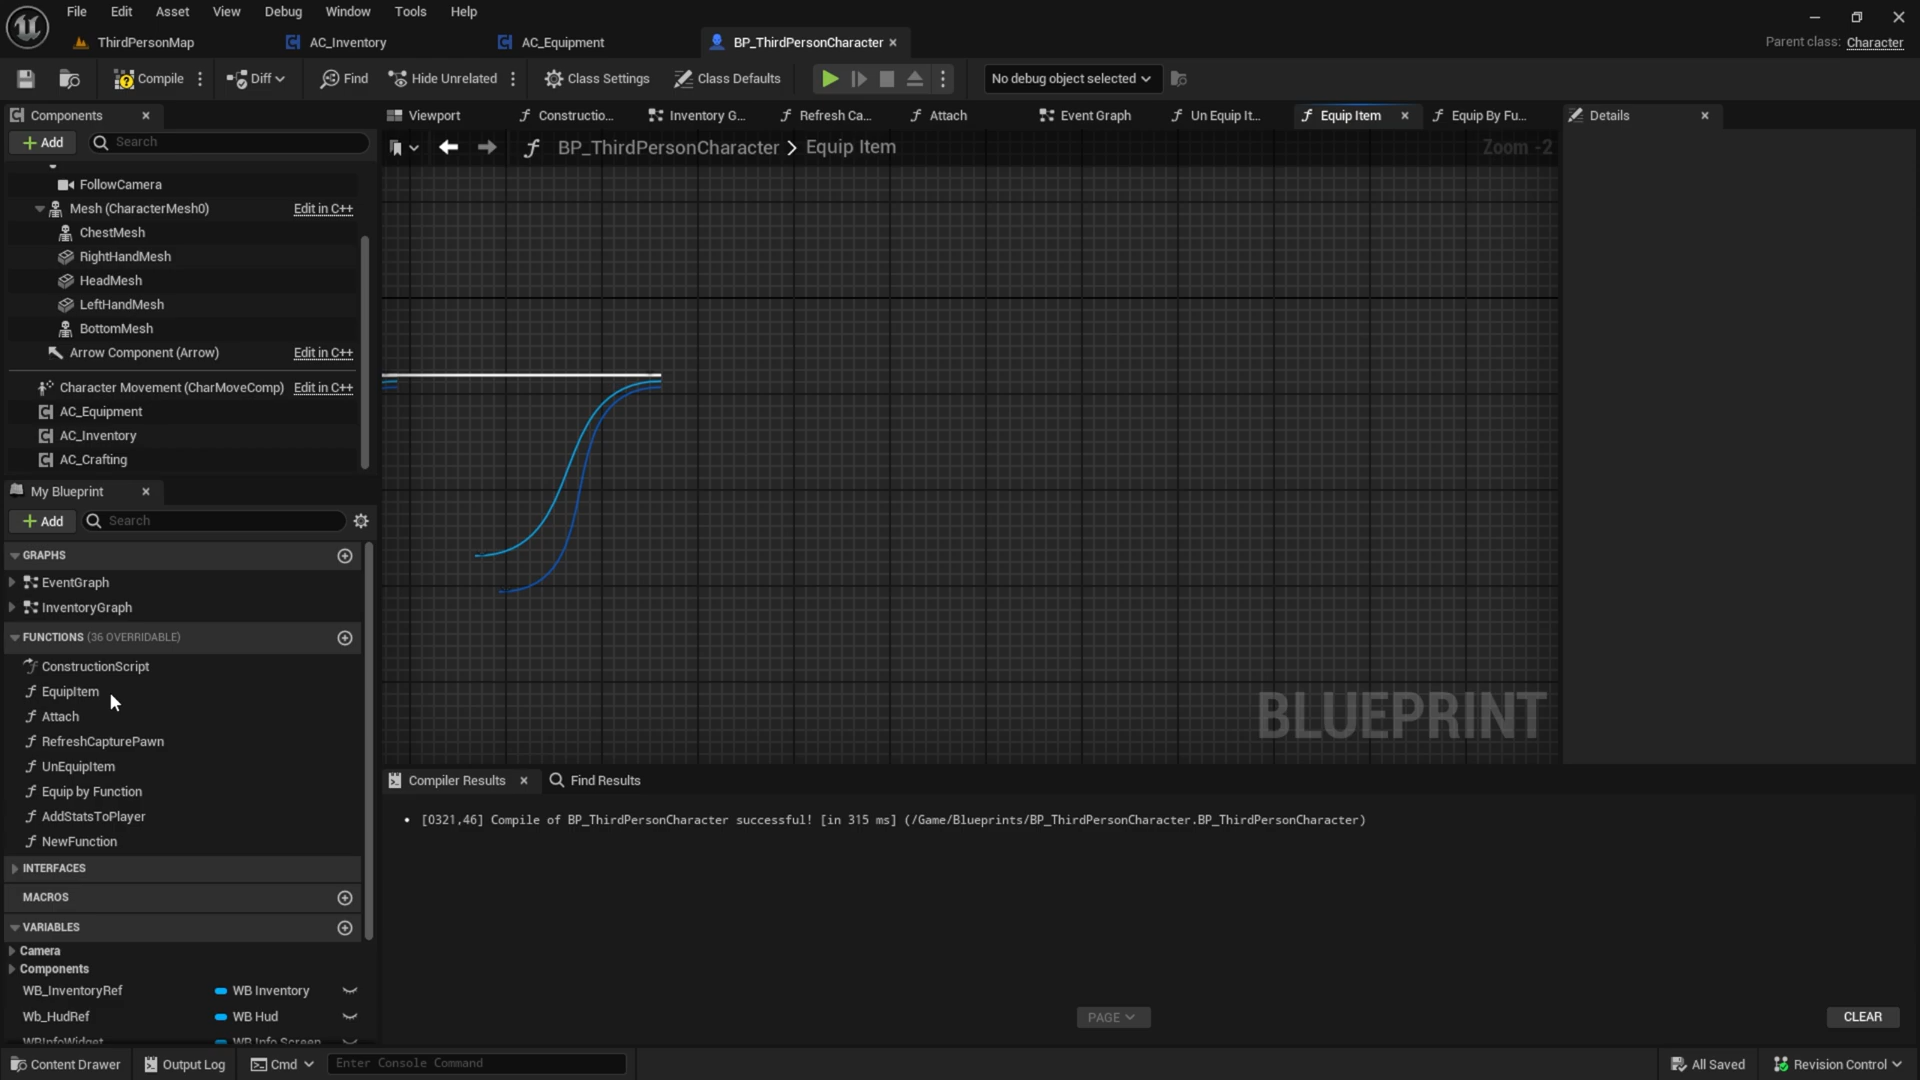 File Edit Asset View Debug Window Tools Help
ThirdPersonMap AC_Inventory AC_Equipment BP_ThirdPersonCharacter
Parent class: Character
Compile Diff Find Hide Unrelated Class Settings Class Defaults No debug object selected
Components
Viewport Constructio... Inventory G... Refresh Ca... Attach Event Graph Un Equip It... Equip Item Equip By Fu... Details
Add Search
BP_ThirdPersonCharacter > Equip Item
Zoom -2
FollowCamera
Mesh (CharacterMesh0) Edit in C++
ChestMesh
RightHandMesh
HeadMesh
LeftHandMesh
BottomMesh
Arrow Component (Arrow) Edit in C++
Character Movement (CharMoveComp) Edit in C++
AC_Equipment
AC_Inventory
AC_Crafting
My Blueprint
Add Search
GRAPHS
EventGraph
InventoryGraph
FUNCTIONS (36 OVERRIDABLE)
ConstructionScript
EquipItem
Attach
RefreshCapturePawn
UnEquipItem
Equip by Function
AddStatsToPlayer
NewFunction
INTERFACES
MACROS
VARIABLES
Camera
Components
WB_InventoryRef WB Inventory
Wb_HudRef WB Hud
WBInfoWidget WB Info Screen
BLUEPRINT
Compiler Results Find Results
• [0321,46] Compile of BP_ThirdPersonCharacter successful! [in 315 ms] (/Game/Blueprints/BP_ThirdPersonCharacter.BP_ThirdPersonCharacter)
PAGE
CLEAR
Content Drawer Output Log Cmd Enter Console Command All Saved Revision Control